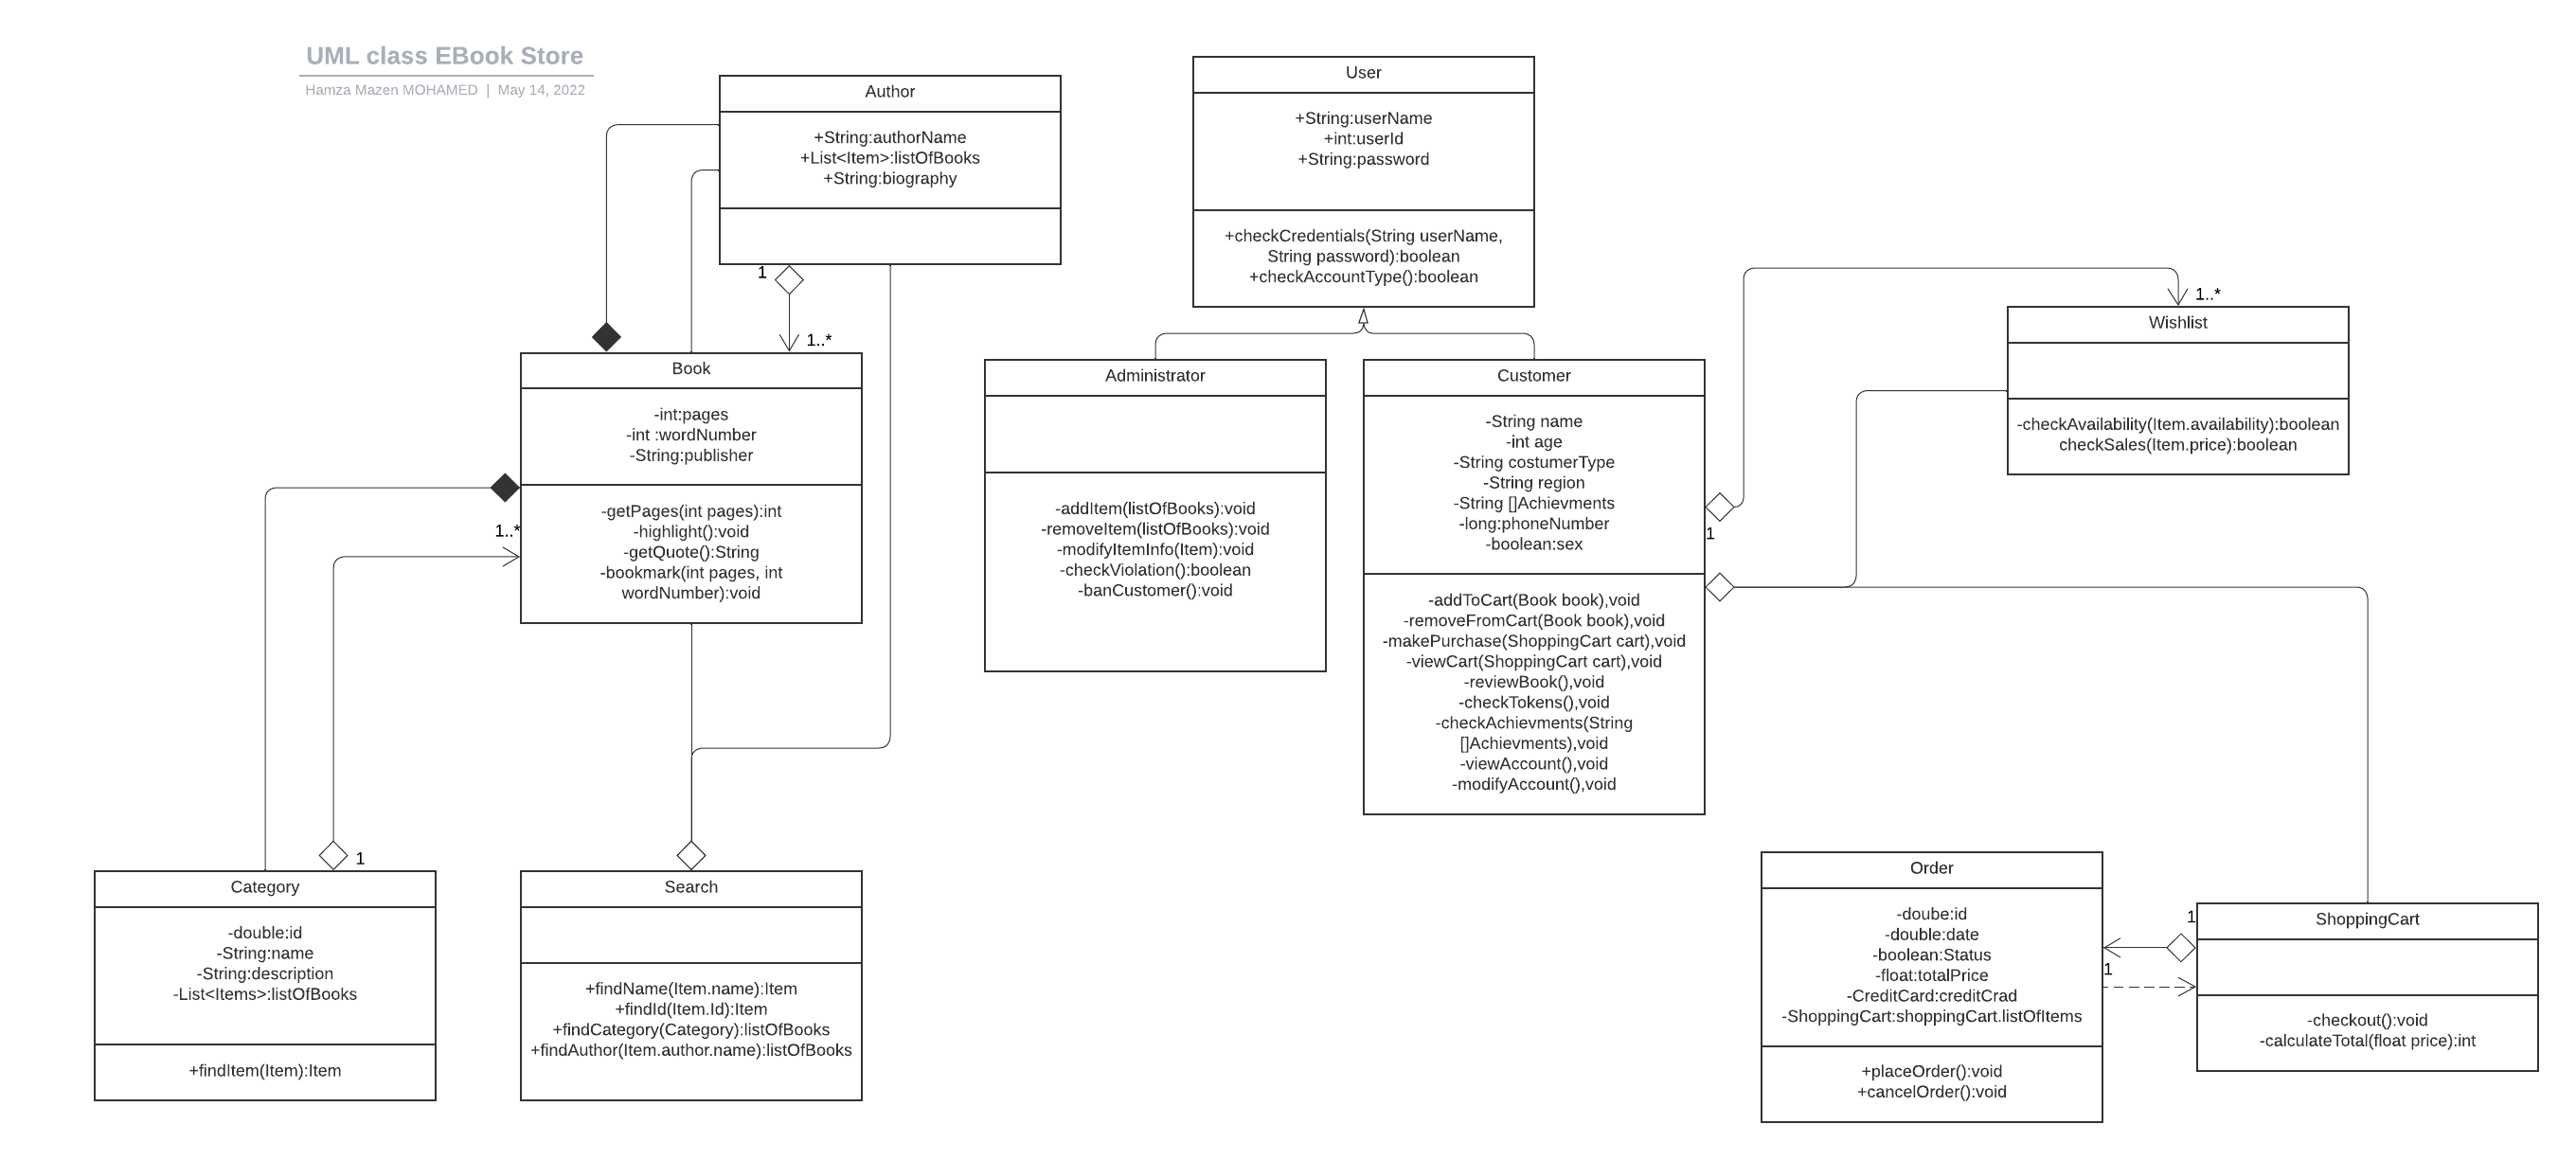 UML class EBook Store
Hamza Mazen MOHAMED | May 14, 2022
Author
+String:authorName
+List<Item>:listOfBooks
+String:biography
1
1..*
User
+String:userName
+int:userId
+String:password
+checkCredentials(String userName,
String password):boolean
+checkAccountType():boolean
Book
-int:pages
-int :wordNumber
-String:publisher
-getPages(int pages):int
-highlight():void
-getQuote():String
-bookmark(int pages, int
wordNumber):void
1..*
Administrator
-addItem(listOfBooks):void
-removeItem(listOfBooks):void
-modifyItemInfo(Item):void
-checkViolation():boolean
-banCustomer():void
Customer
-String name
-int age
-String costumerType
-String region
-String []Achievments
-long:phoneNumber
-boolean:sex
-addToCart(Book book),void
-removeFromCart(Book book),void
-makePurchase(ShoppingCart cart),void
-viewCart(ShoppingCart cart),void
-reviewBook(),void
-checkTokens(),void
-checkAchievments(String
[]Achievments),void
-viewAccount(),void
-modifyAccount(),void
1
1..*
Wishlist
-checkAvailability(Item.availability):boolean
checkSales(Item.price):boolean
1
Category
-double:id
-String:name
-String:description
-List<Items>:listOfBooks
+findItem(Item):Item
Search
+findName(Item.name):Item
+findId(Item.Id):Item
+findCategory(Category):listOfBooks
+findAuthor(Item.author.name):listOfBooks
Order
-doube:id
-double:date
-boolean:Status
-float:totalPrice
-CreditCard:creditCrad
-ShoppingCart:shoppingCart.listOfItems
+placeOrder():void
+cancelOrder():void
1
1
ShoppingCart
-checkout():void
-calculateTotal(float price):int